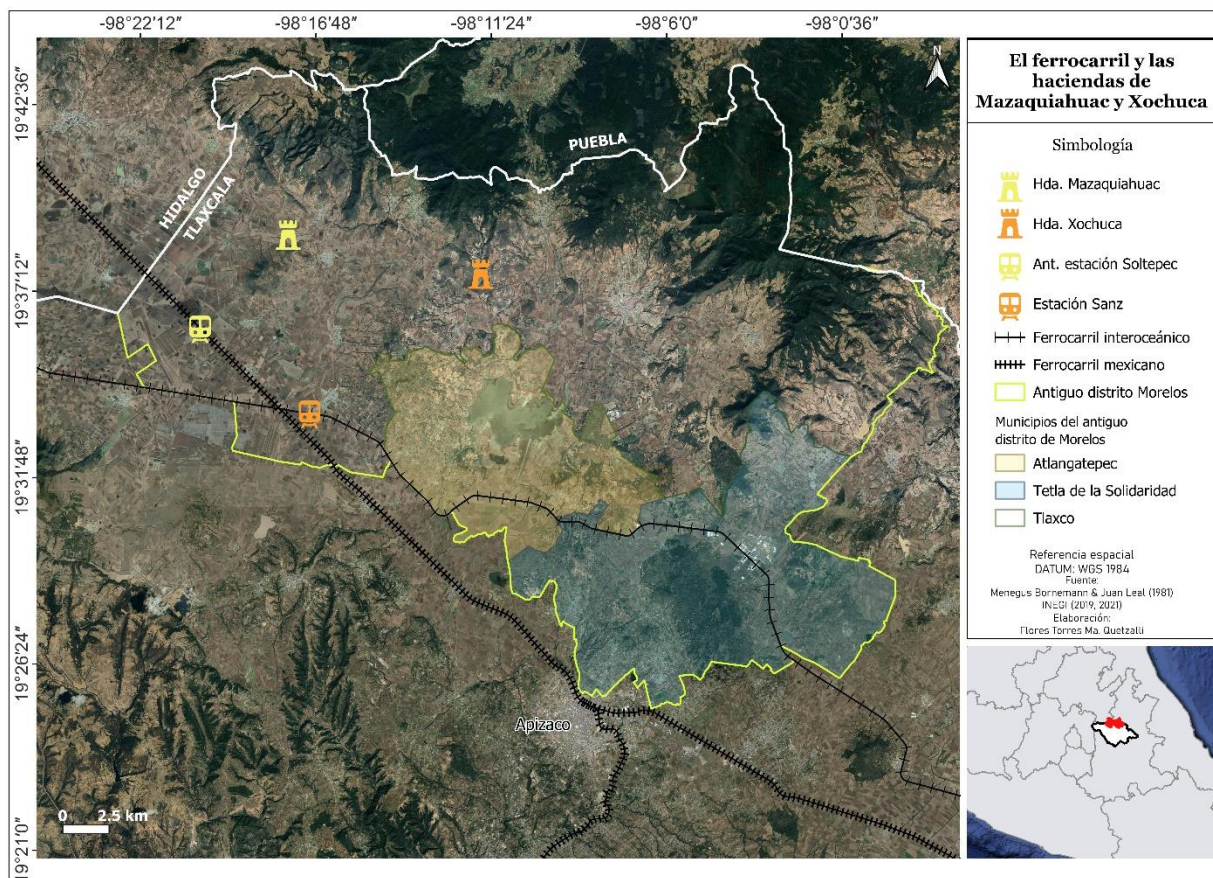 -98°22'12"
-98°16'48"
-98°11'24"
-98°6'0"
-98°0'36"
19°42'36"
19°37'12"
19°31'48"
19°26'24"
19°21'0"
N
PUEBLA
HIDALGO
TLAXCALA
Apizaco
0 2.5 km
El ferrocarril y las
haciendas de
Mazaquiahuac y Xochuca
Simbología
Hda. Mazaquiahuac
Hda. Xochuca
Ant. estación Soltepec
Estación Sanz
Ferrocarril interoceánico
Ferrocarril mexicano
Antiguo distrito Morelos
Municipios del antiguo
distrito de Morelos
Atlangatepec
Tetla de la Solidaridad
Tlaxco
Referencia espacial
DATUM: WGS 1984
Fuente:
Menegus Bornemann & Juan Leal (1981)
INEGI (2019, 2021)
Elaboración:
Flores Torres Ma. Quetzalli